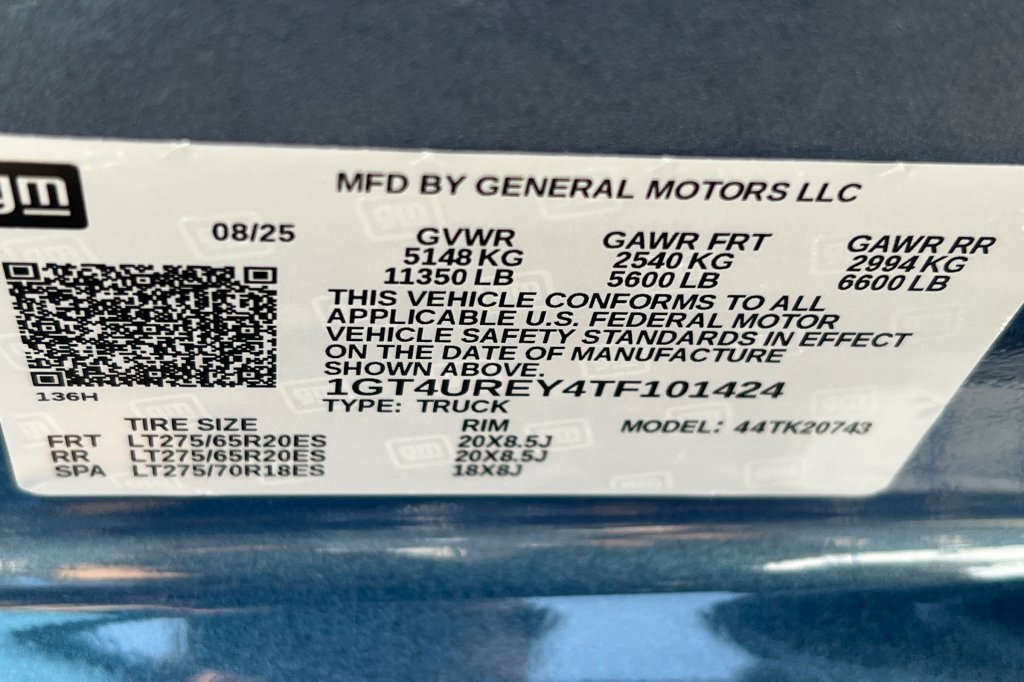 gm
MFD BY GENERAL MOTORS LLC
08/25 GVWR GAWR FRT GAWR RR
5148 KG 2540 KG 2994 KG
11350 LB 5600 LB 6600 LB
THIS VEHICLE CONFORMS TO ALL
APPLICABLE U.S. FEDERAL MOTOR
VEHICLE SAFETY STANDARDS IN EFFECT
ON THE DATE OF MANUFACTURE
SHOWN ABOVE.
1GT4UREY4TF101424
136H
TYPE: TRUCK
TIRE SIZE RIM MODEL: 44TK20743
FRT LT275/65R20ES 20X8.5J
RR LT275/65R20ES 20X8.5J
SPA LT275/70R18ES 18X8J